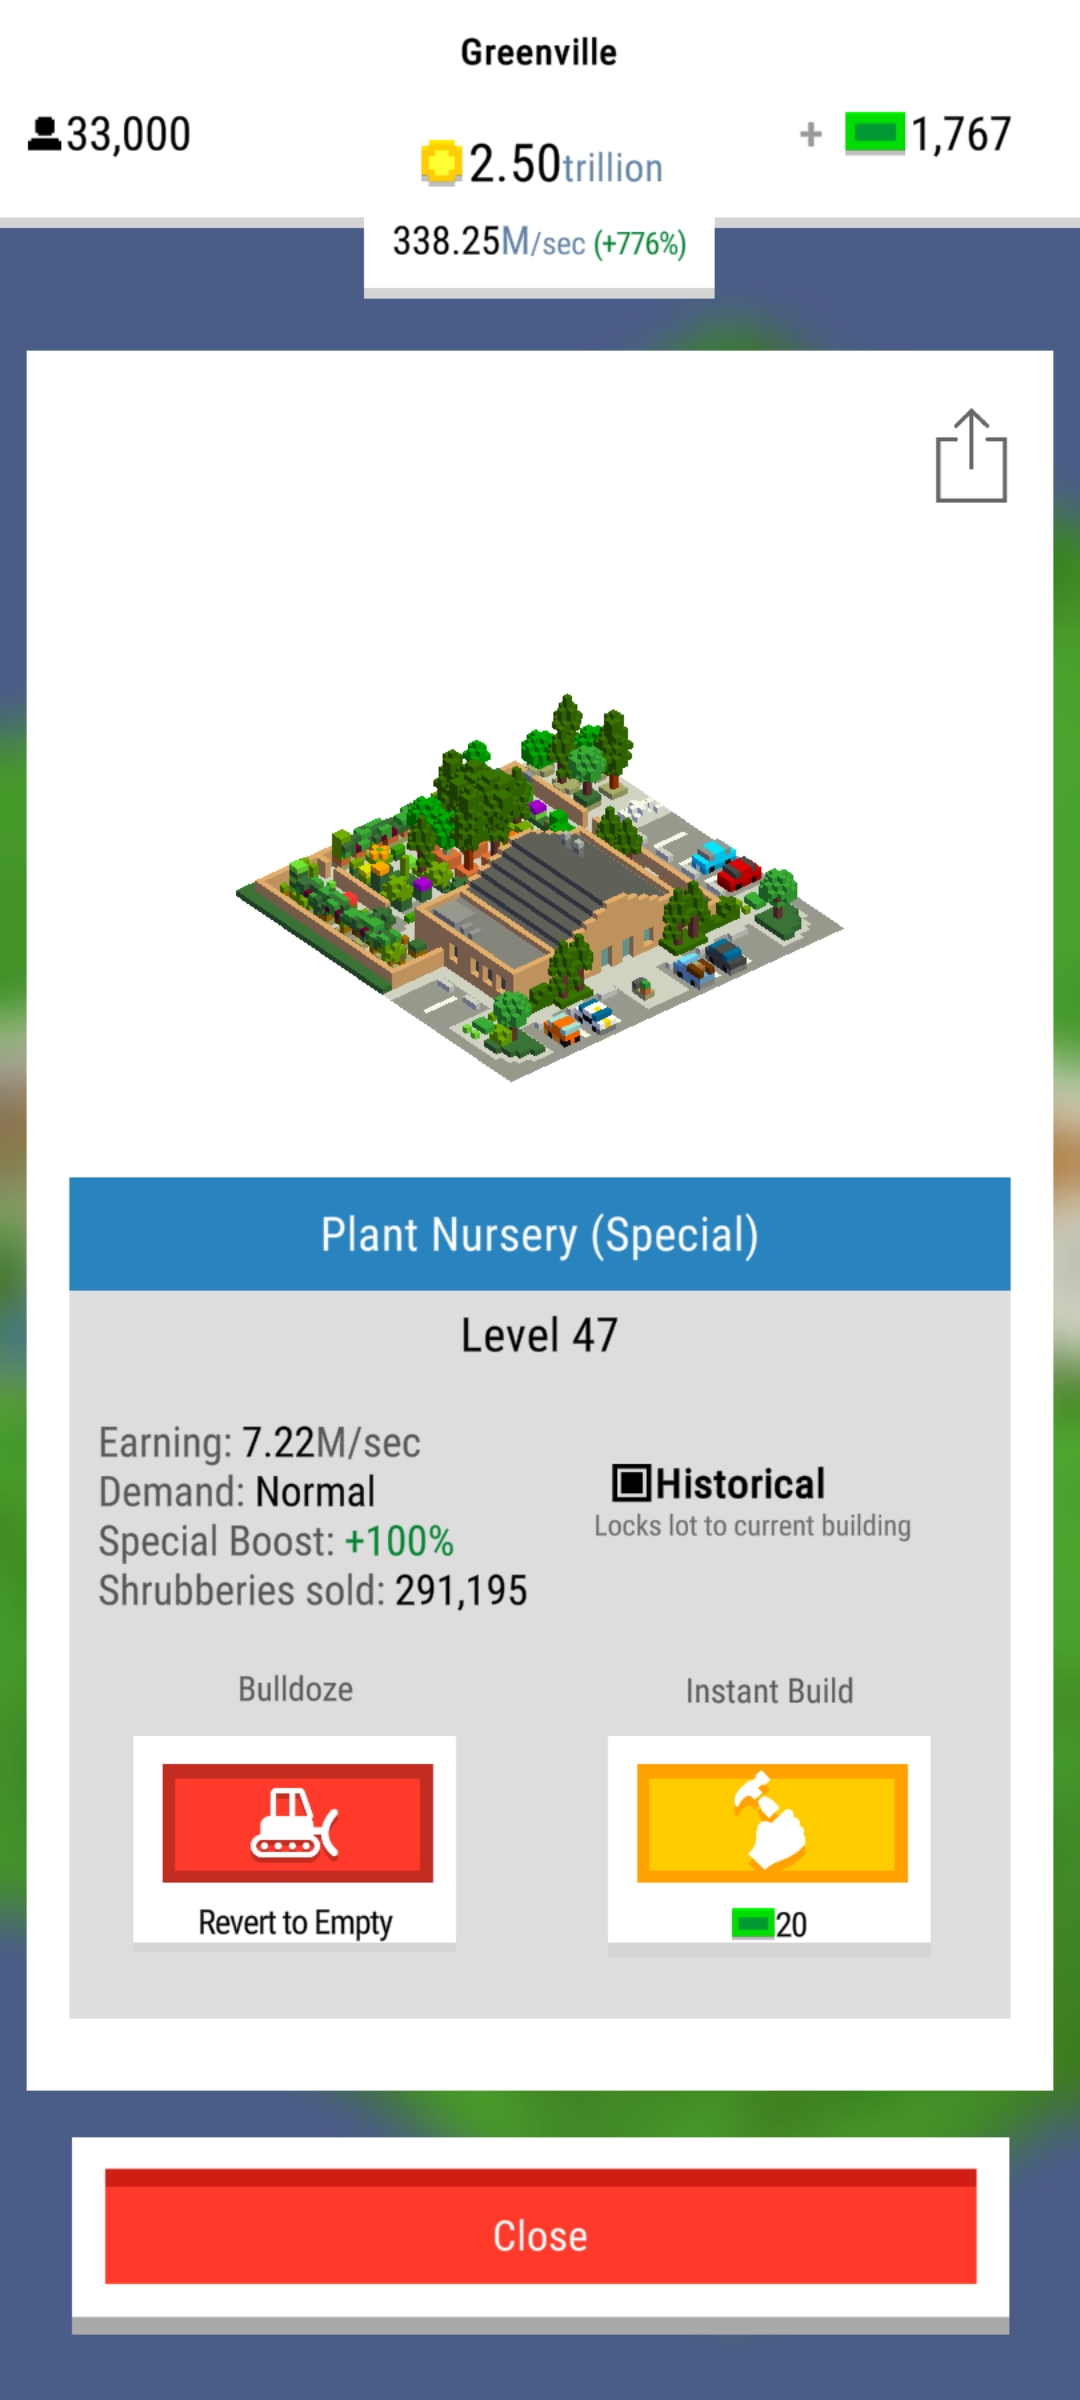 Greenville
33,000
2.50trillion
+ 1,767
338.25M/sec (+776%)
Plant Nursery (Special)
Level 47
Earning: 7.22M/sec
Demand: Normal
Special Boost: +100%
Shrubberies sold: 291,195
Historical
Locks lot to current building
Bulldoze
Revert to Empty
Instant Build
20
Close